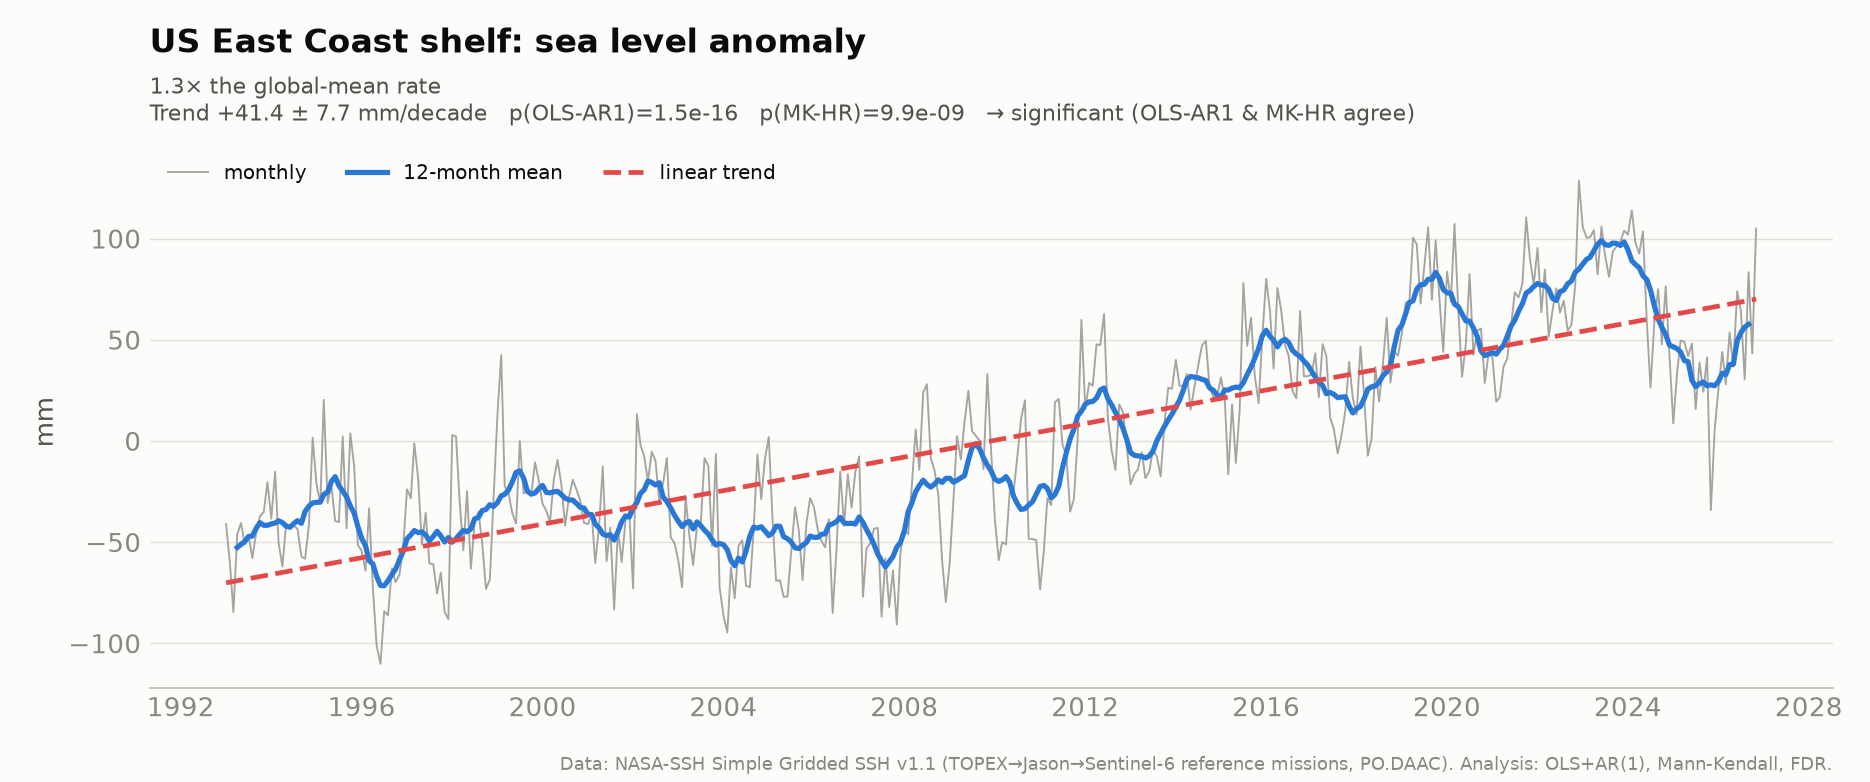 US East Coast shelf: sea level anomaly
1.3× the global-mean rate
Trend +41.4 ± 7.7 mm/decade p(OLS-AR1)=1.5e-16 p(MK-HR)=9.9e-09 → significant (OLS-AR1 & MK-HR agree)
monthly 12-month mean linear trend
mm
100
50
0
−50
−100
1992 1996 2000 2004 2008 2012 2016 2020 2024 2028
Data: NASA-SSH Simple Gridded SSH v1.1 (TOPEX→Jason→Sentinel-6 reference missions, PO.DAAC). Analysis: OLS+AR(1), Mann-Kendall, FDR.